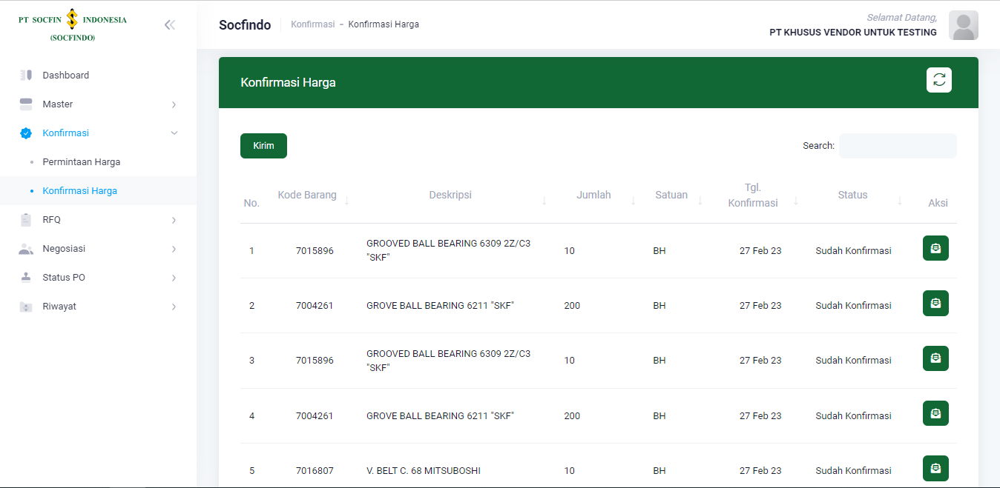 PT SOCFIN INDONESIA
(SOCFINDO)
Dashboard
Master
Konfirmasi
Permintaan Harga
Konfirmasi Harga
RFQ
Negosiasi
Status PO
Riwayat
Socfindo
Konfirmasi - Konfirmasi Harga
Selamat Datang,
PT KHUSUS VENDOR UNTUK TESTING
Konfirmasi Harga
Kirim
Search:
No. Kode Barang Deskripsi Jumlah Satuan Tgl. Konfirmasi Status Aksi
1 7015896 GROOVED BALL BEARING 6309 2Z/C3 "SKF" 10 BH 27 Feb 23 Sudah Konfirmasi
2 7004261 GROVE BALL BEARING 6211 "SKF" 200 BH 27 Feb 23 Sudah Konfirmasi
3 7015896 GROOVED BALL BEARING 6309 2Z/C3 "SKF" 10 BH 27 Feb 23 Sudah Konfirmasi
4 7004261 GROVE BALL BEARING 6211 "SKF" 200 BH 27 Feb 23 Sudah Konfirmasi
5 7016807 V. BELT C. 68 MITSUBOSHI 10 BH 27 Feb 23 Sudah Konfirmasi